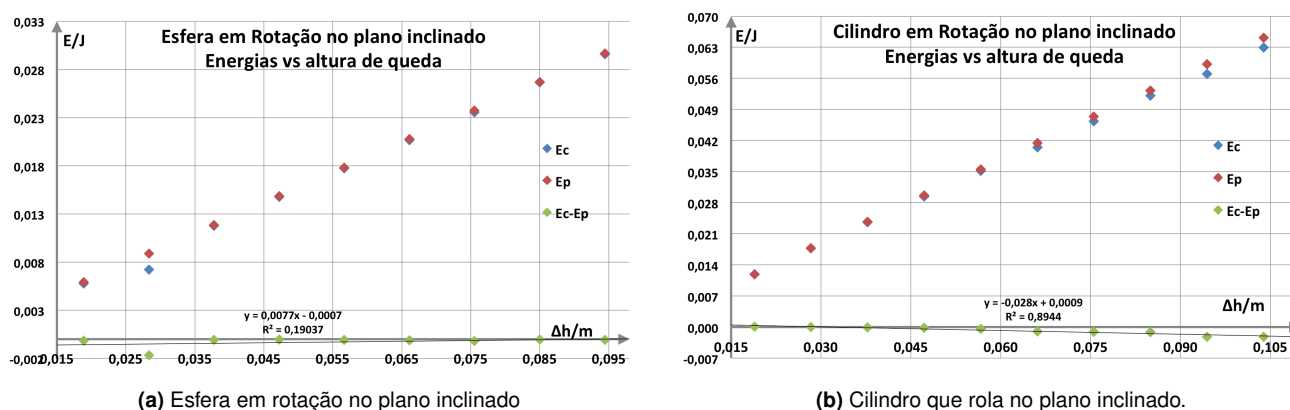 0,033
E/J
Esfera em Rotação no plano inclinado
Energias vs altura de queda
0,028
0,023
Ec
0,018
Ep
0,013
Ec-Ep
0,008
0,003
y = 0,0077x - 0,0007
R² = 0,19037
Δh/m
0,015 0,025 0,035 0,045 0,055 0,065 0,075 0,085 0,095
(a) Esfera em rotação no plano inclinado
0,070
E/J
Cilindro em Rotação no plano inclinado
Energias vs altura de queda
0,063
0,056
0,049
0,042
Ec
0,035
Ep
0,028
Ec-Ep
0,021
0,014
0,007
y = -0,028x + 0,0009
R² = 0,8944
Δh/m
0,000
0,015 0,030 0,045 0,060 0,075 0,090 0,105
-0,007
(b) Cilindro que rola no plano inclinado.